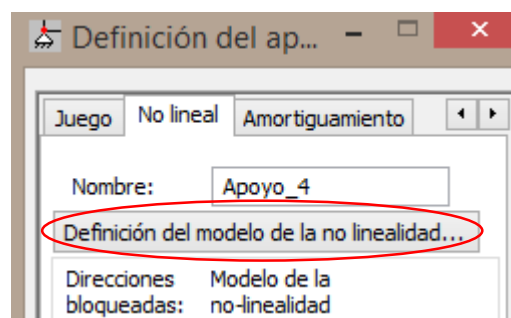 Definición del ap...
Juego No lineal Amortiguamiento
Nombre: Apoyo_4
Definición del modelo de la no linealidad...
Direcciones Modelo de la
bloqueadas: no-linealidad